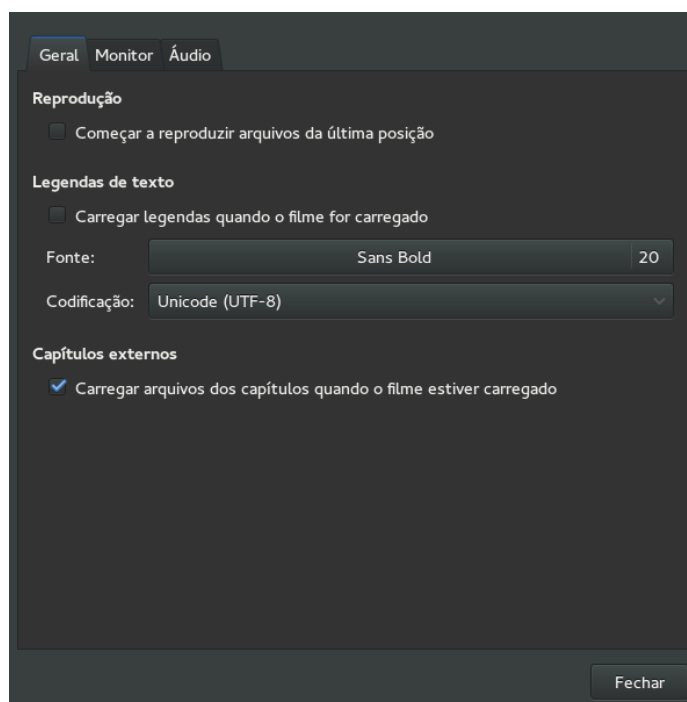 Geral Monitor Áudio
Reprodução
Começar a reproduzir arquivos da última posição
Legendas de texto
Carregar legendas quando o filme for carregado
Fonte: Sans Bold 20
Codificação: Unicode (UTF-8)
Capítulos externos
Carregar arquivos dos capítulos quando o filme estiver carregado
Fechar